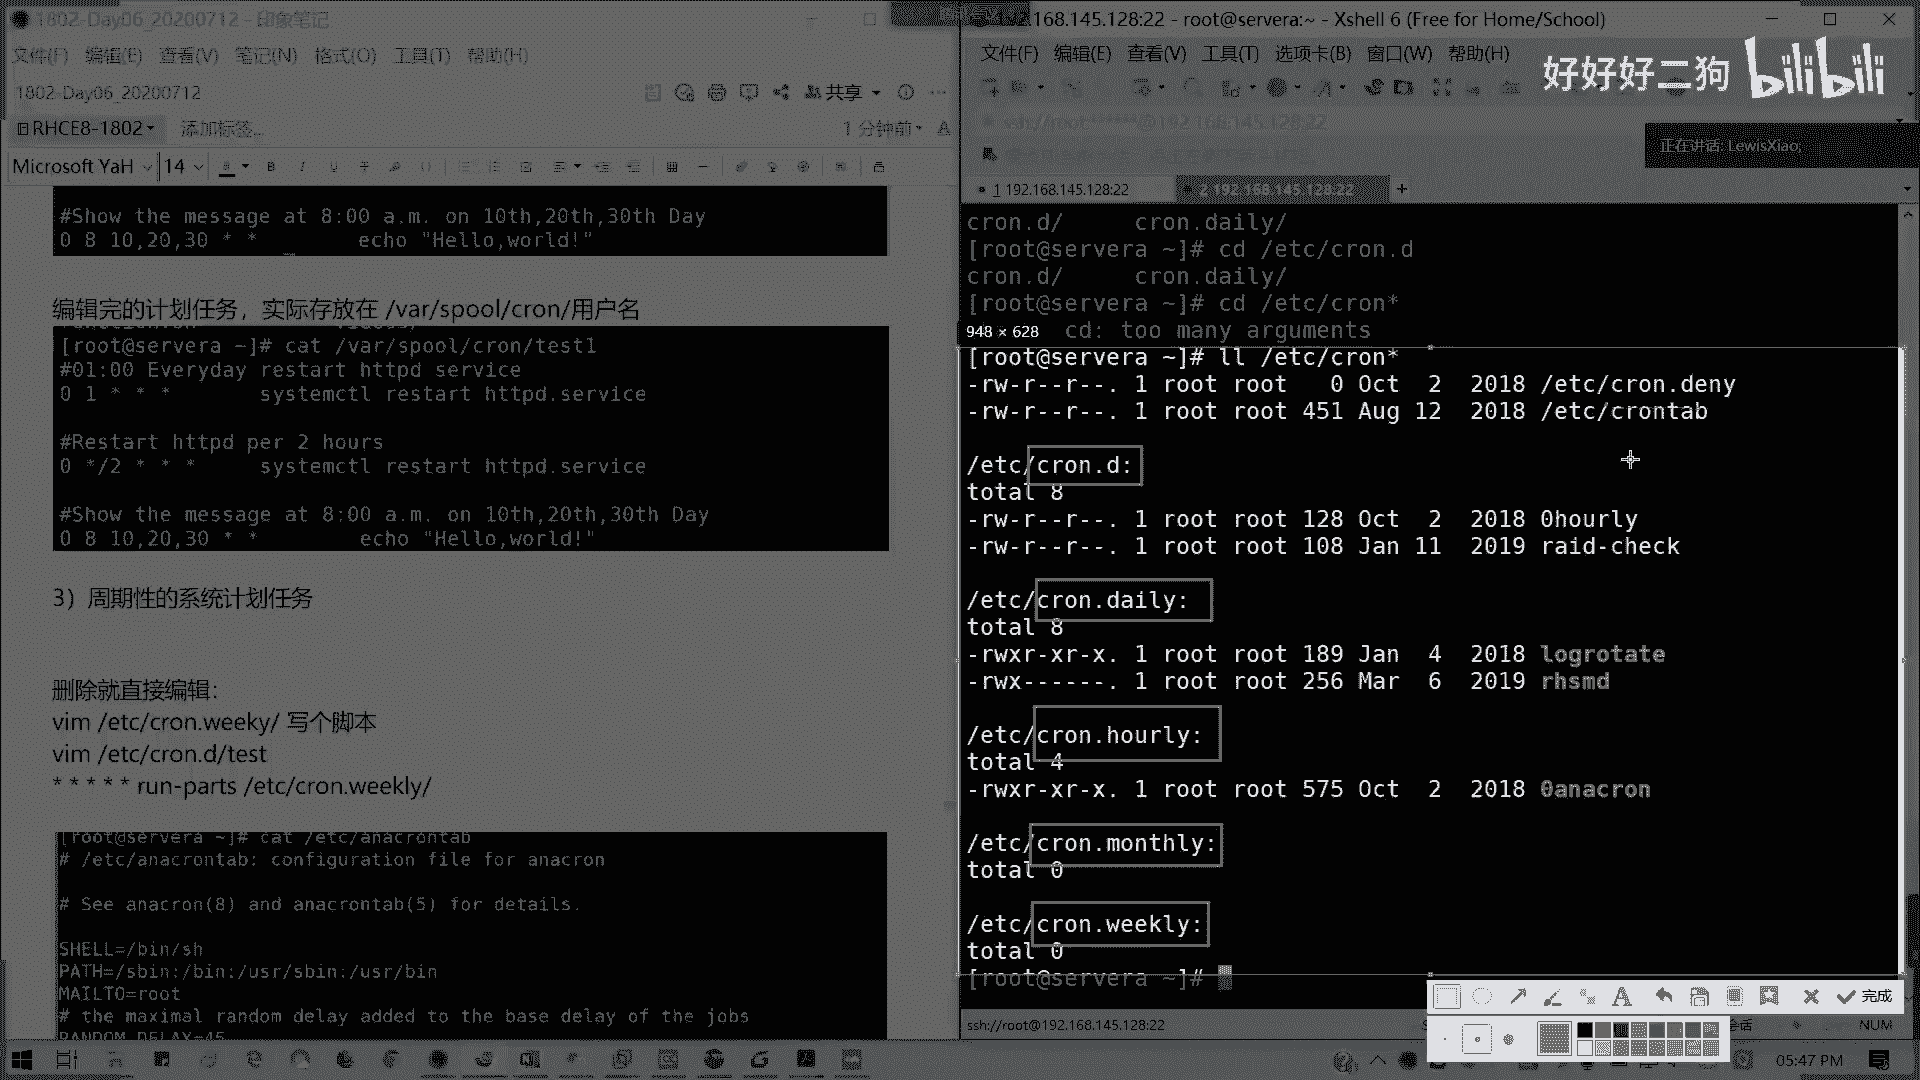 1802-Day06_20200712 - 印象笔记
文件(F) 编辑(E) 查看(V) 笔记(N) 格式(O) 工具(T) 帮助(H)
1802-Day06_20200712
共享
RHCE8-1802
添加标签...
1 分钟前
Microsoft YaH
14
#Show the message at 8:00 a.m. on 10th,20th,30th Day
0 8 10,20,30 * * echo "Hello,world!"
编辑完的计划任务，实际存放在 /var/spool/cron/用户名
[root@servera ~]# cat /var/spool/cron/test1
#01:00 Everyday restart httpd service
0 1 * * * systemctl restart httpd.service
#Restart httpd per 2 hours
0 */2 * * * systemctl restart httpd.service
#Show the message at 8:00 a.m. on 10th,20th,30th Day
0 8 10,20,30 * * echo "Hello,world!"
3）周期性的系统计划任务
删除就直接编辑:
vim /etc/cron.weeky/ 写个脚本
vim /etc/cron.d/test
* * * * * run-parts /etc/cron.weekly/
[root@servera ~]# cat /etc/anacrontab
# /etc/anacrontab: configuration file for anacron
# See anacron(8) and anacrontab(5) for details.
SHELL=/bin/sh
PATH=/sbin:/bin:/usr/sbin:/usr/bin
MAILTO=root
# the maximal random delay added to the base delay of the jobs
RANDOM_DELAY=45
192.168.145.128:22 - root@servera:~ - Xshell 6 (Free for Home/School)
文件(F) 编辑(E) 查看(V) 工具(T) 选项卡(B) 窗口(W) 帮助(H)
好好好二狗 bilibili
ssh://root:******@192.168.145.128:22
正在讲话: LewisXiao;
1 192.168.145.128:22
2 192.168.145.128:22
cron.d/ cron.daily/
[root@servera ~]# cd /etc/cron.d
cron.d/ cron.daily/
[root@servera ~]# cd /etc/cron*
948 × 628
cd: too many arguments
[root@servera ~]# ll /etc/cron*
-rw-r--r--. 1 root root 0 Oct 2 2018 /etc/cron.deny
-rw-r--r--. 1 root root 451 Aug 12 2018 /etc/crontab
/etc/cron.d:
total 8
-rw-r--r--. 1 root root 128 Oct 2 2018 0hourly
-rw-r--r--. 1 root root 108 Jan 11 2019 raid-check
/etc/cron.daily:
total 8
-rwxr-xr-x. 1 root root 189 Jan 4 2018 logrotate
-rwx------. 1 root root 256 Mar 6 2019 rhsmd
/etc/cron.hourly:
total 4
-rwxr-xr-x. 1 root root 575 Oct 2 2018 0anacron
/etc/cron.monthly:
total 0
/etc/cron.weekly:
total 0
[root@servera ~]#
完成
ssh://root@192.168.145.128:22
会话
NUM
05:47 PM